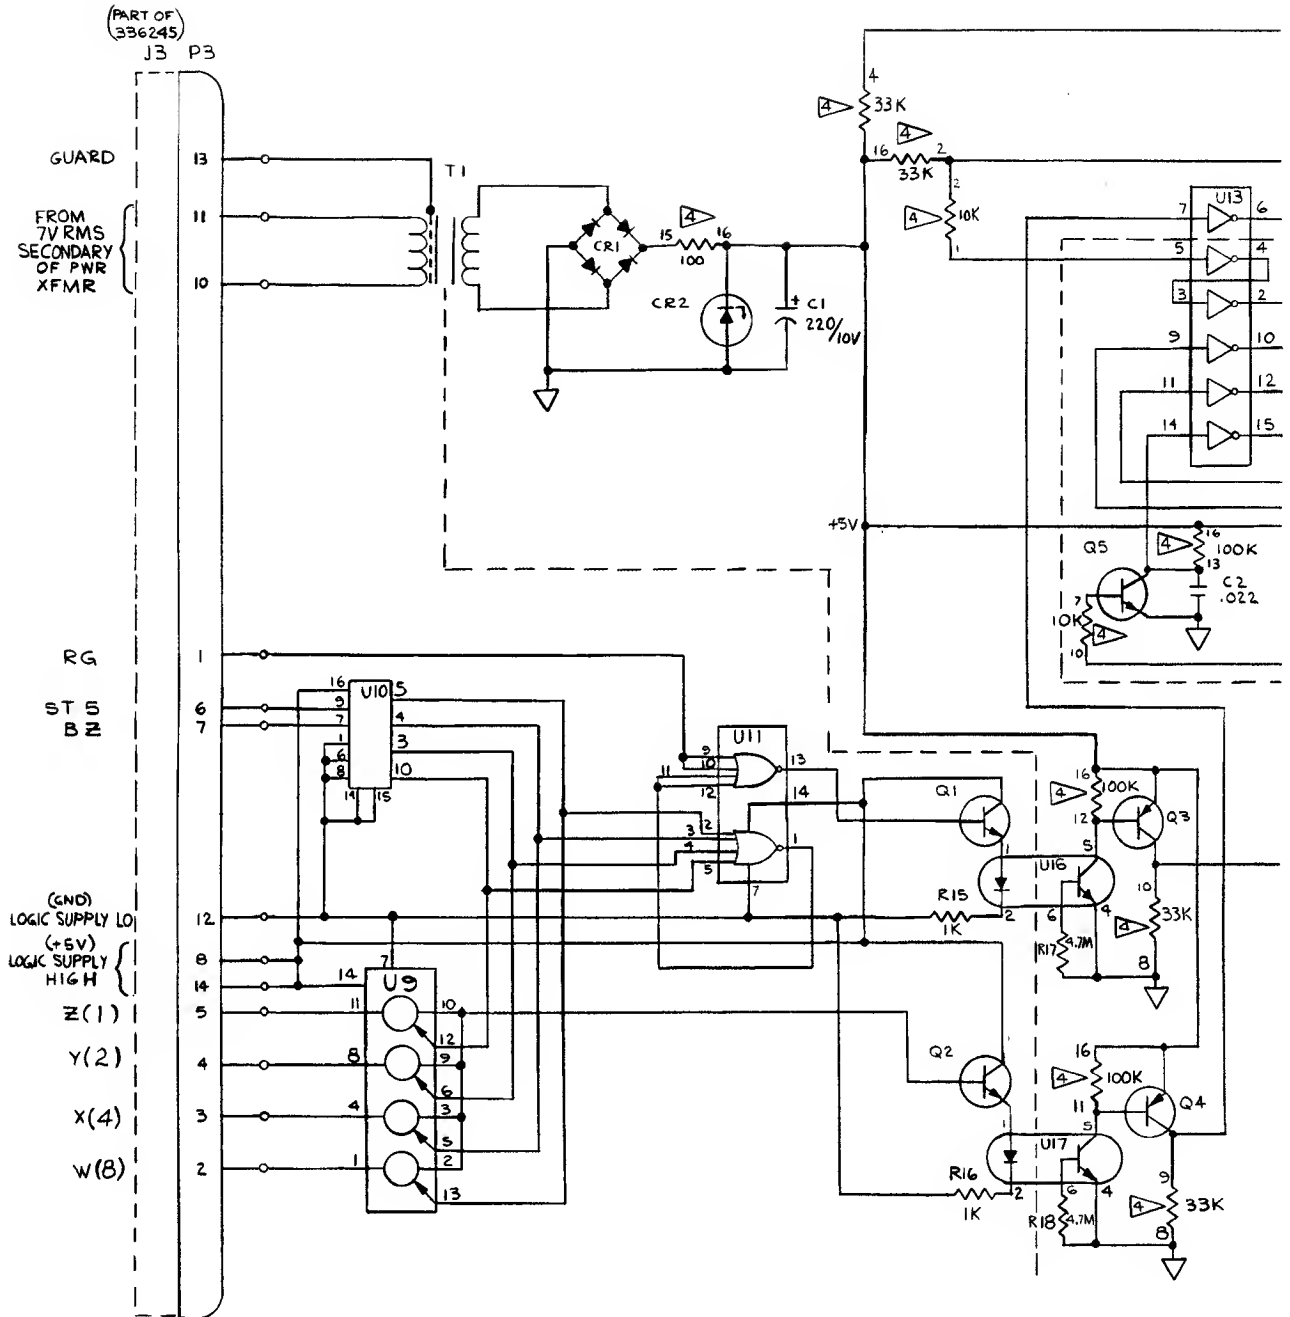 (PART OF 336245)
J3 P3
GUARD 13
FROM 11
7V RMS
SECONDARY
OF PWR
XFMR 10
T1
CR1
4
15 16
100
CR2
+ C1
220/10V
4
4 33K
4
16 2
33K
2
4 10K
1
U13
7 6
5 4
3 2
9 10
11 12
14 15
+5V
Q5
16
4 100K
13
C2
.022
7
10K
4
10
RG 1
ST 5 6
BZ 7
U10
16 5
9 4
7 3
1 10
6
8
14 15
U11
9
10 13
11
12 14
2
3 1
4
5
7
Q1
16
4 100K
12
Q3
1 U16 5
2 6 4
R15
1K
R17 4.7M
10
4 33K
8
(GND)
LOGIC SUPPLY LO 12
(+5V)
LOGIC SUPPLY 8
HIGH 14
7
14 U9
Z(1) 5 11 10
12
Y(2) 4 8 9
6
X(4) 3 4 3
5
W(8) 2 1 2
13
Q2
16
4 100K
11
Q4
1 U17 5
2 6 4
R16
1K
R18 4.7M
9
4 33K
8